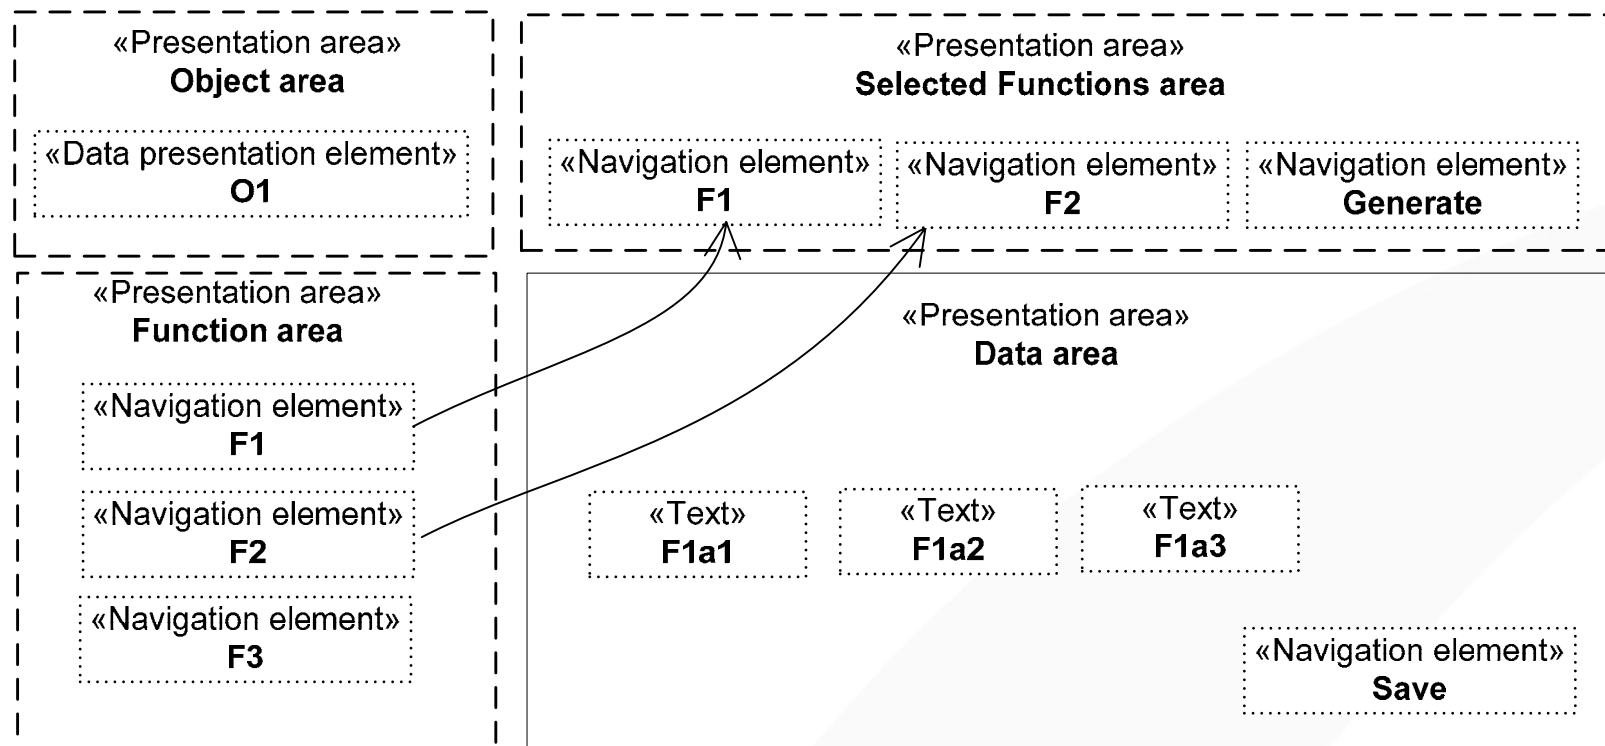 «Presentation area»
Object area
«Data presentation element»
O1
«Presentation area»
Selected Functions area
«Navigation element»
F1
«Navigation element»
F2
«Navigation element»
Generate
«Presentation area»
Function area
«Navigation element»
F1
«Navigation element»
F2
«Navigation element»
F3
«Presentation area»
Data area
«Text»
F1a1
«Text»
F1a2
«Text»
F1a3
«Navigation element»
Save